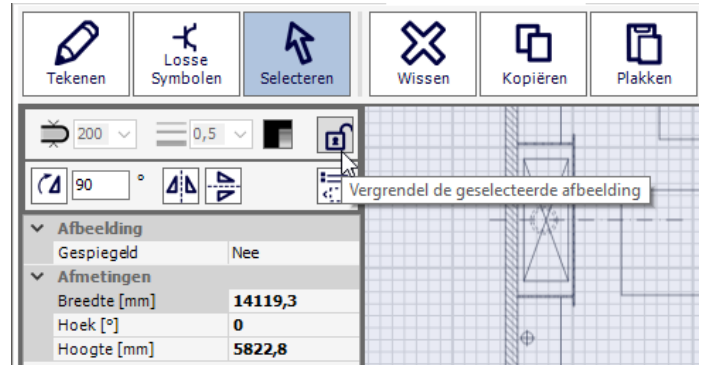 Tekenen
Losse
Symbolen
Selecteren
Wissen
Kopiëren
Plakken
200
0,5
90 °
Vergrendel de geselecteerde afbeelding
Afbeelding
Gespiegeld Nee
Afmetingen
Breedte [mm] 14119,3
Hoek [°] 0
Hoogte [mm] 5822,8